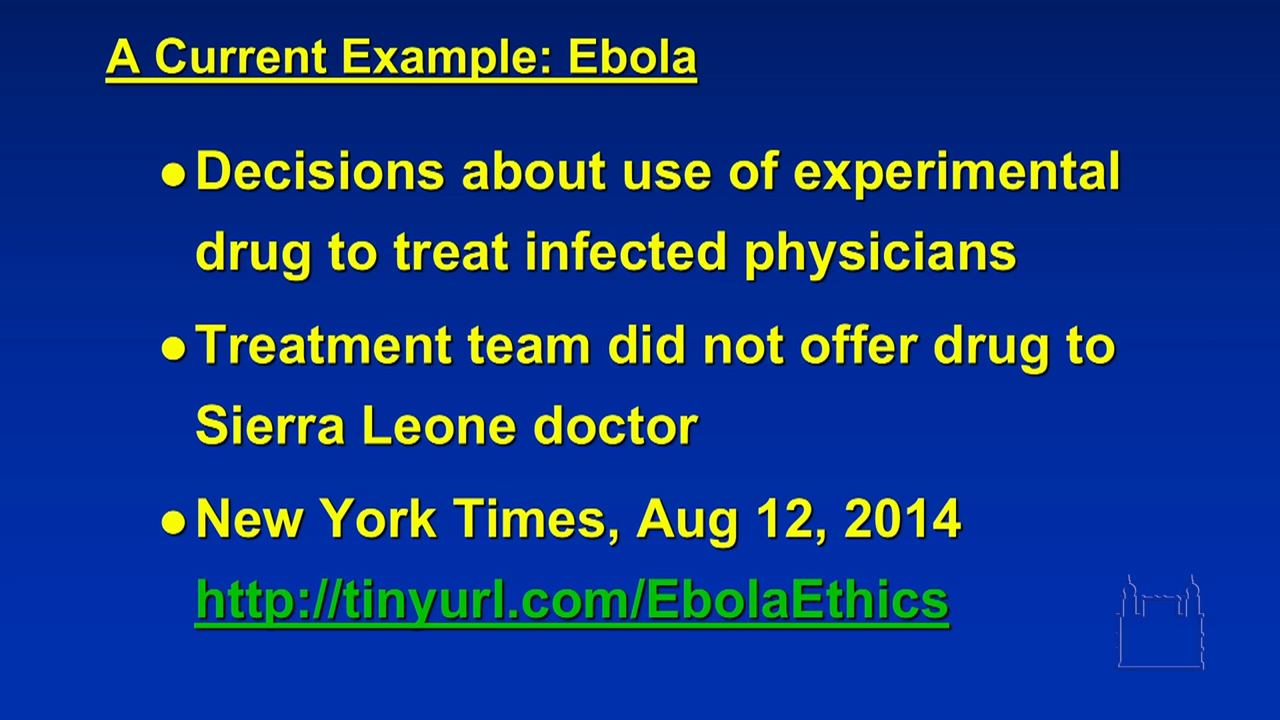 A Current Example: Ebola
● Decisions about use of experimental
drug to treat infected physicians
● Treatment team did not offer drug to
Sierra Leone doctor
● New York Times, Aug 12, 2014
http://tinyurl.com/EbolaEthics